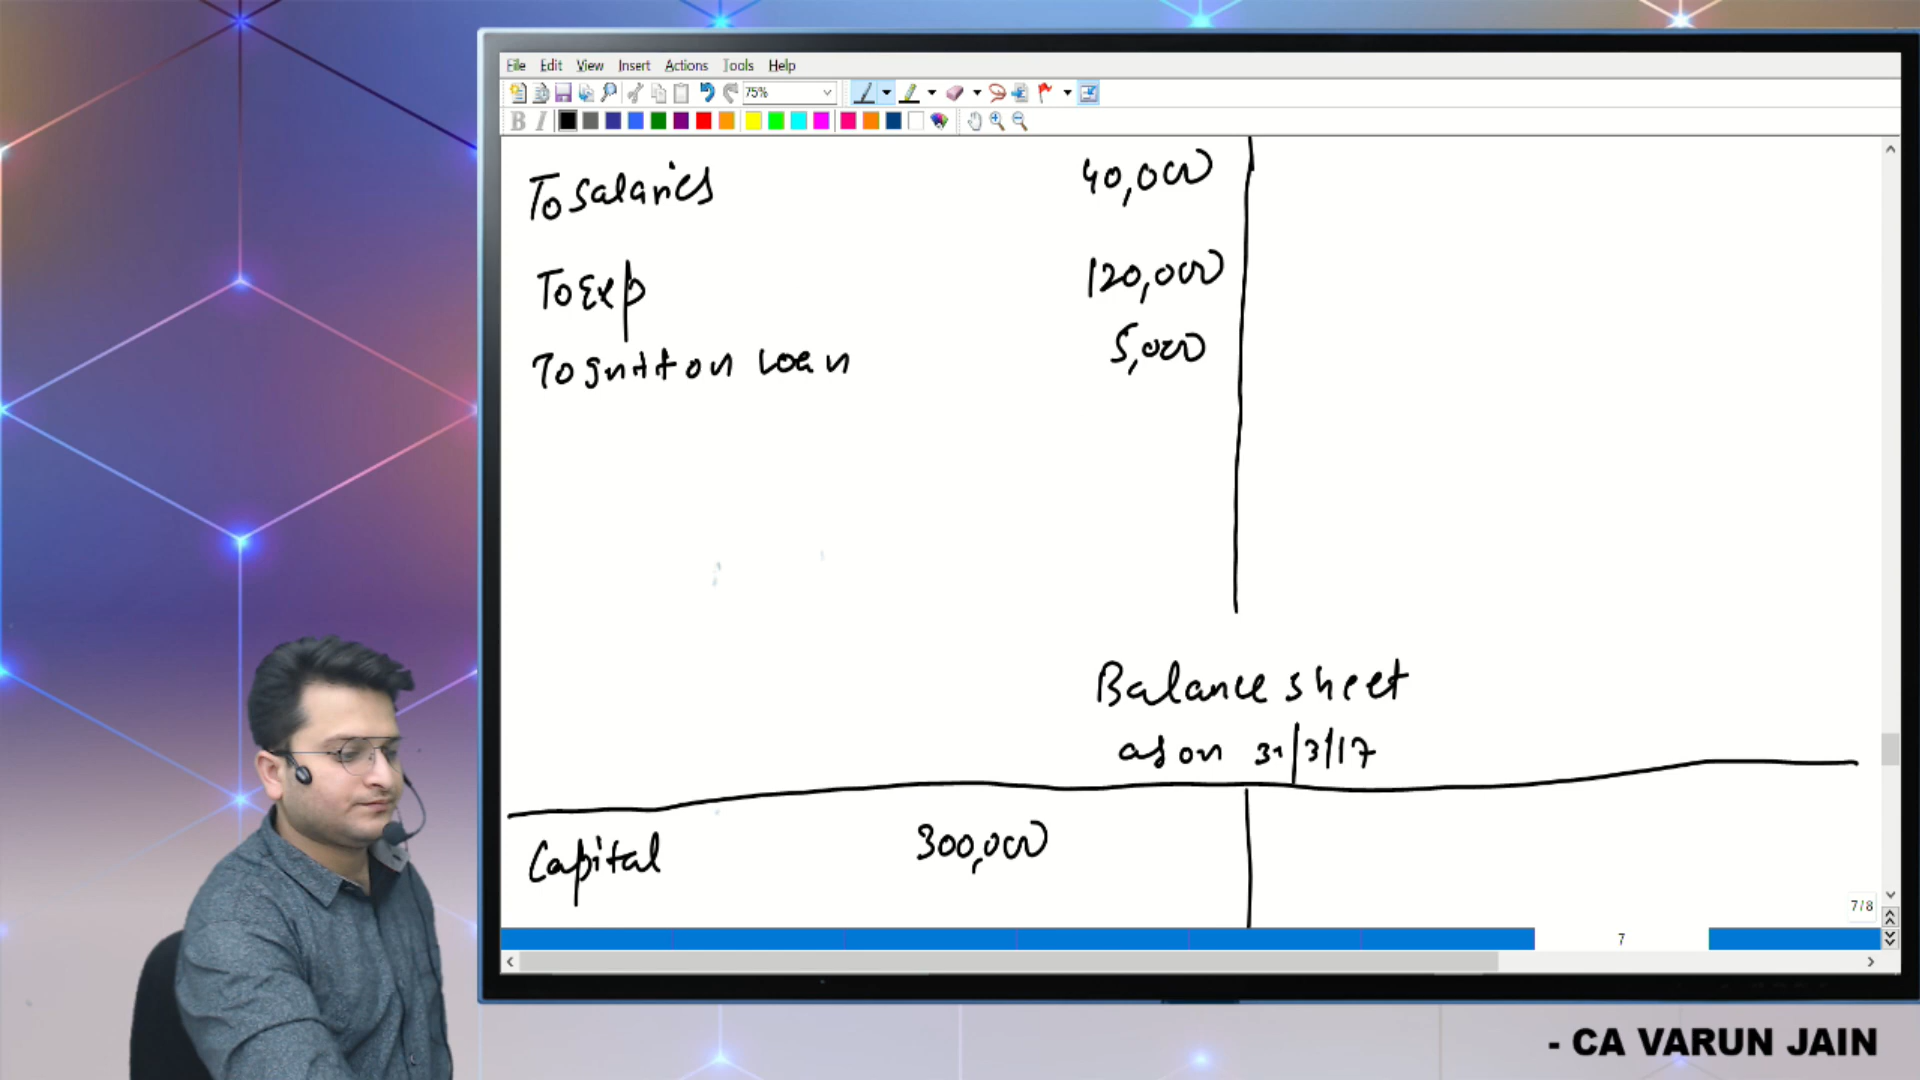 File Edit View Insert Actions Tools Help
75%
B I
To Salaries 40,000
To Exp 120,000
To Intt on Loan 5,000
Balance sheet
as on 31/3/17
Capital 300,000
7/8
7
- CA VARUN JAIN